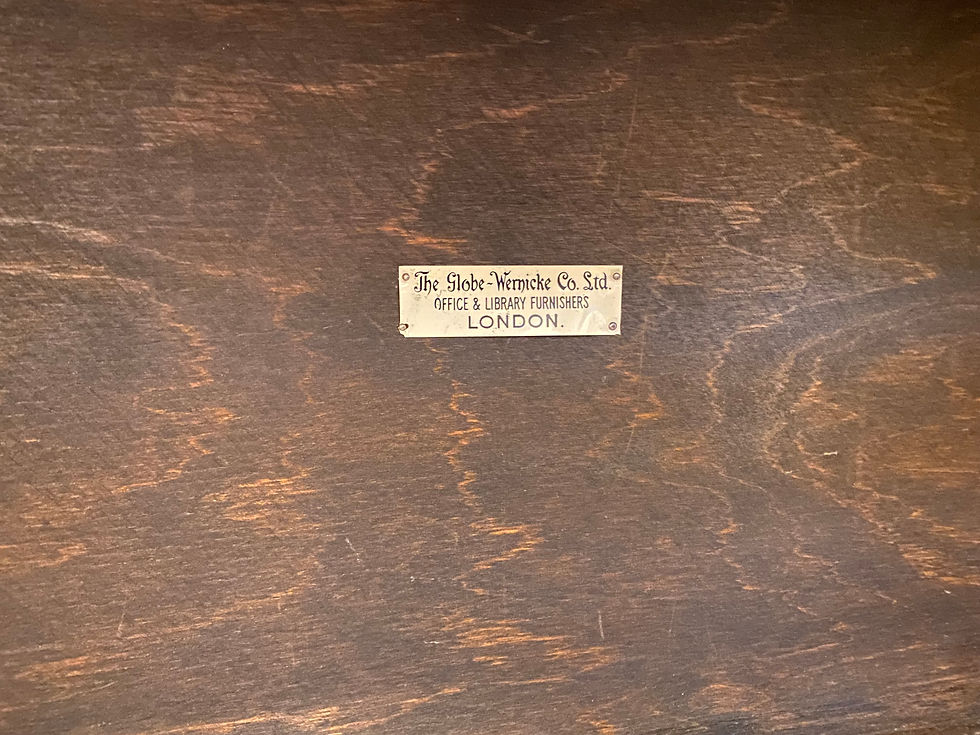 The Globe-Wernicke Co. Ltd.
OFFICE & LIBRARY FURNISHERS
LONDON.